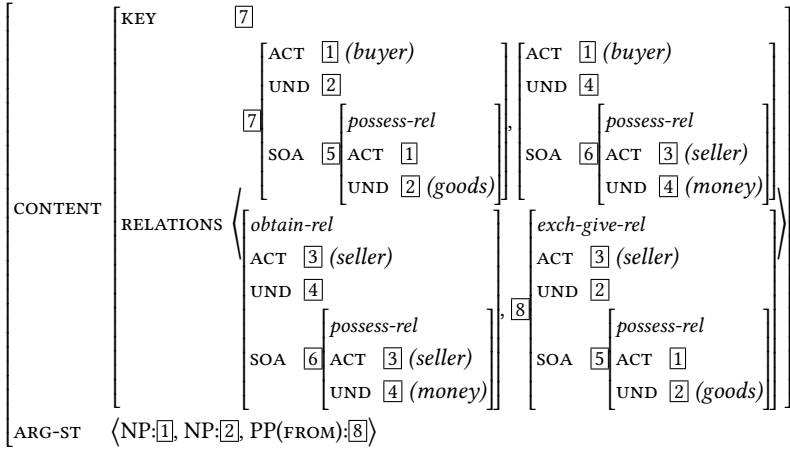 KEY 7
ACT 1 (buyer) ACT 1 (buyer)
UND 2 UND 4
7 possess-rel , possess-rel
SOA 5 ACT 1 SOA 6 ACT 3 (seller)
UND 2 (goods) UND 4 (money)
CONTENT
RELATIONS ⟨ obtain-rel exch-give-rel ⟩
ACT 3 (seller) ACT 3 (seller)
UND 4 UND 2
, 8
possess-rel possess-rel
SOA 6 ACT 3 (seller) SOA 5 ACT 1
UND 4 (money) UND 2 (goods)
ARG-ST ⟨NP:1, NP:2, PP(FROM):8⟩